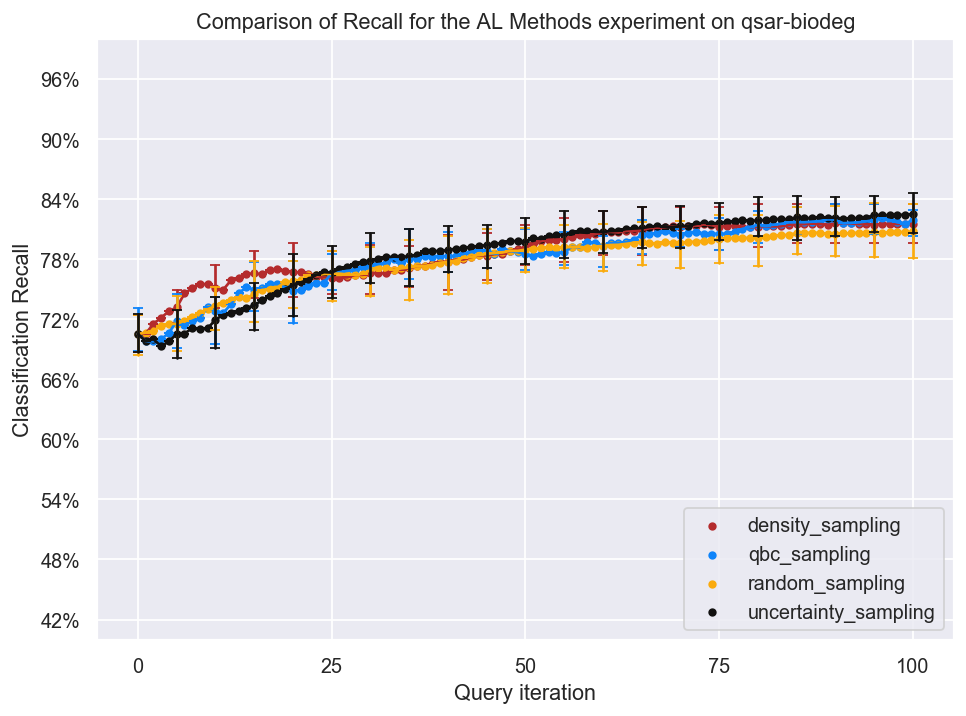 Comparison of Recall for the AL Methods experiment on qsar-biodeg
96%
90%
84%
78%
72%
66%
60%
54%
48%
42%
Classification Recall
density_sampling
qbc_sampling
random_sampling
uncertainty_sampling
0 25 50 75 100
Query iteration